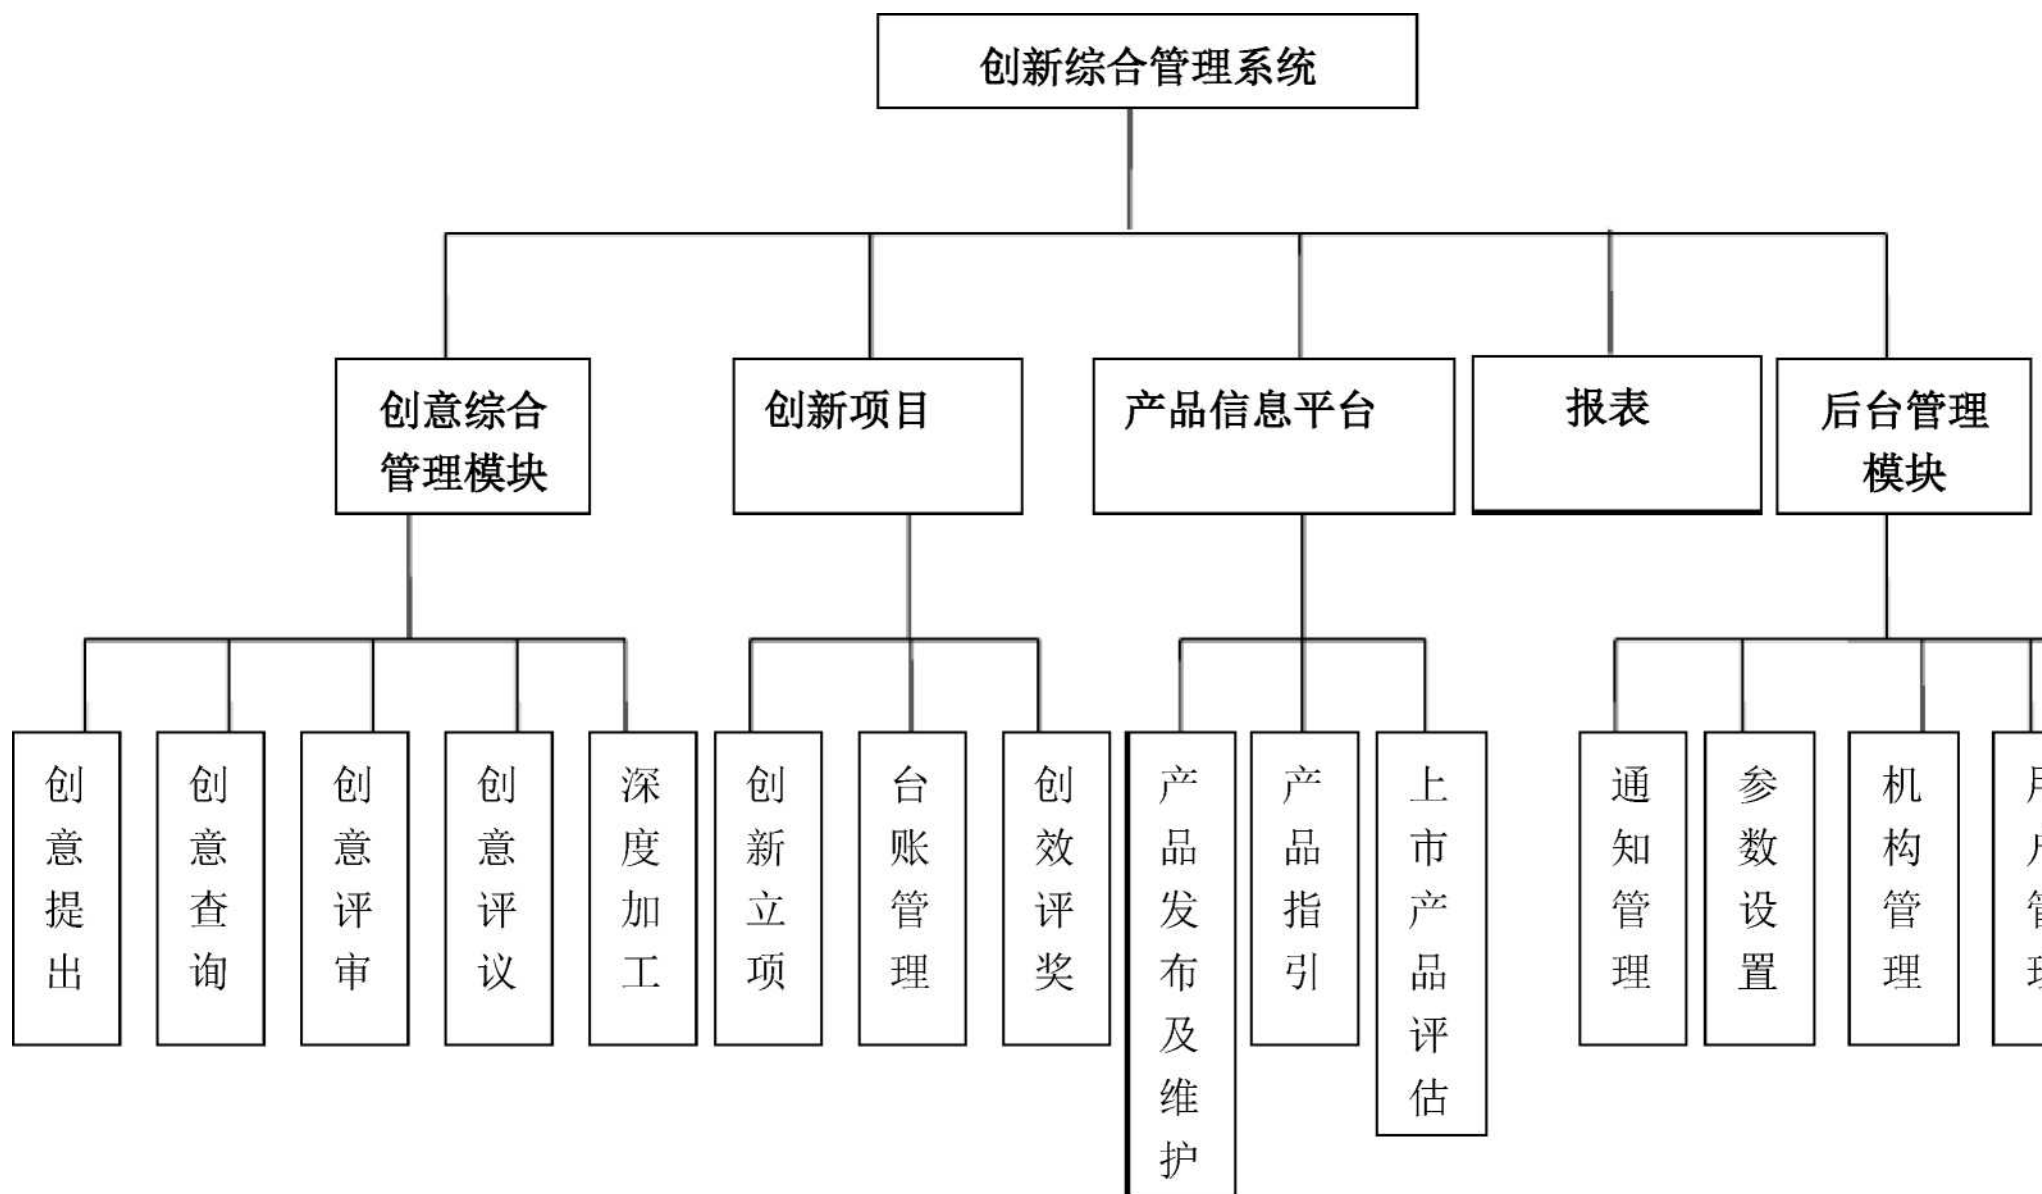 创新综合管理系统
创意综合
管理模块
创新项目
产品信息平台
报表
后台管理
模块
创意提出
创意查询
创意评审
创意评议
深度加工
创新立项
台账管理
创效评奖
产品发布及维护
产品指引
上市产品评估
通知管理
参数设置
机构管理